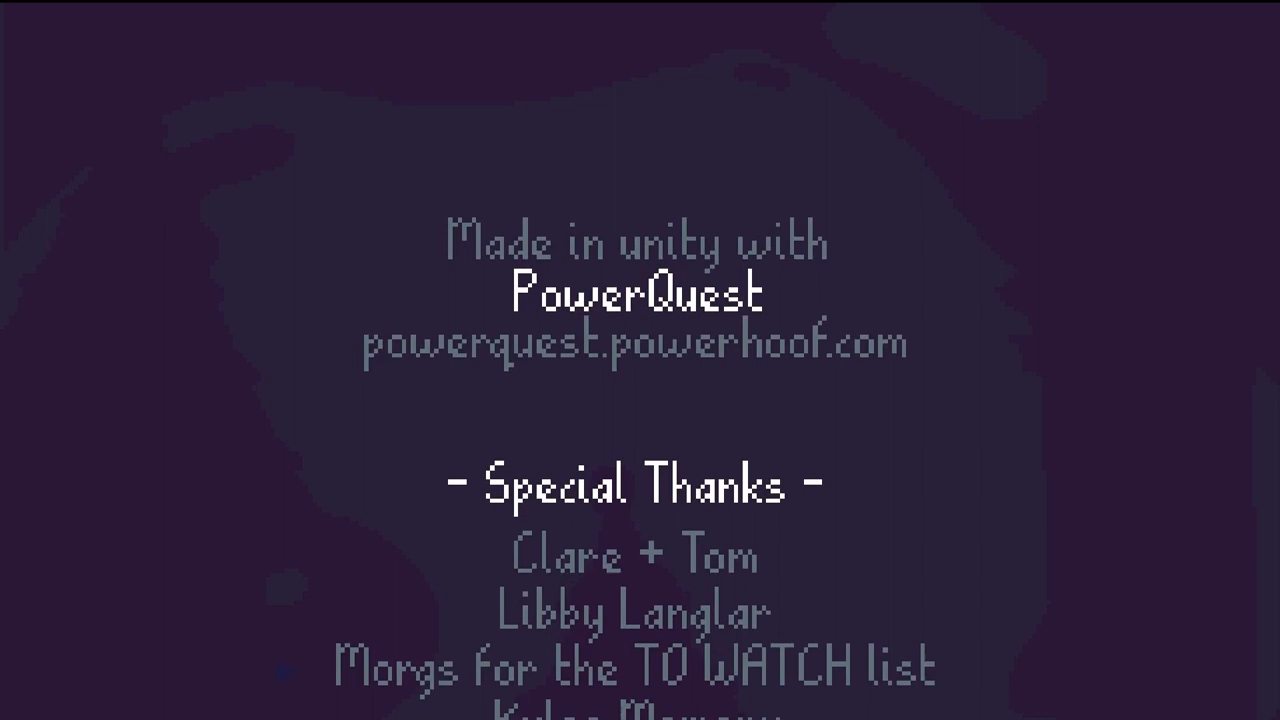 Made in unity with
PowerQuest
powerquest.powerhoof.com
- Special Thanks -
Clare + Tom
Libby Langlar
Morgs for the TO WATCH list